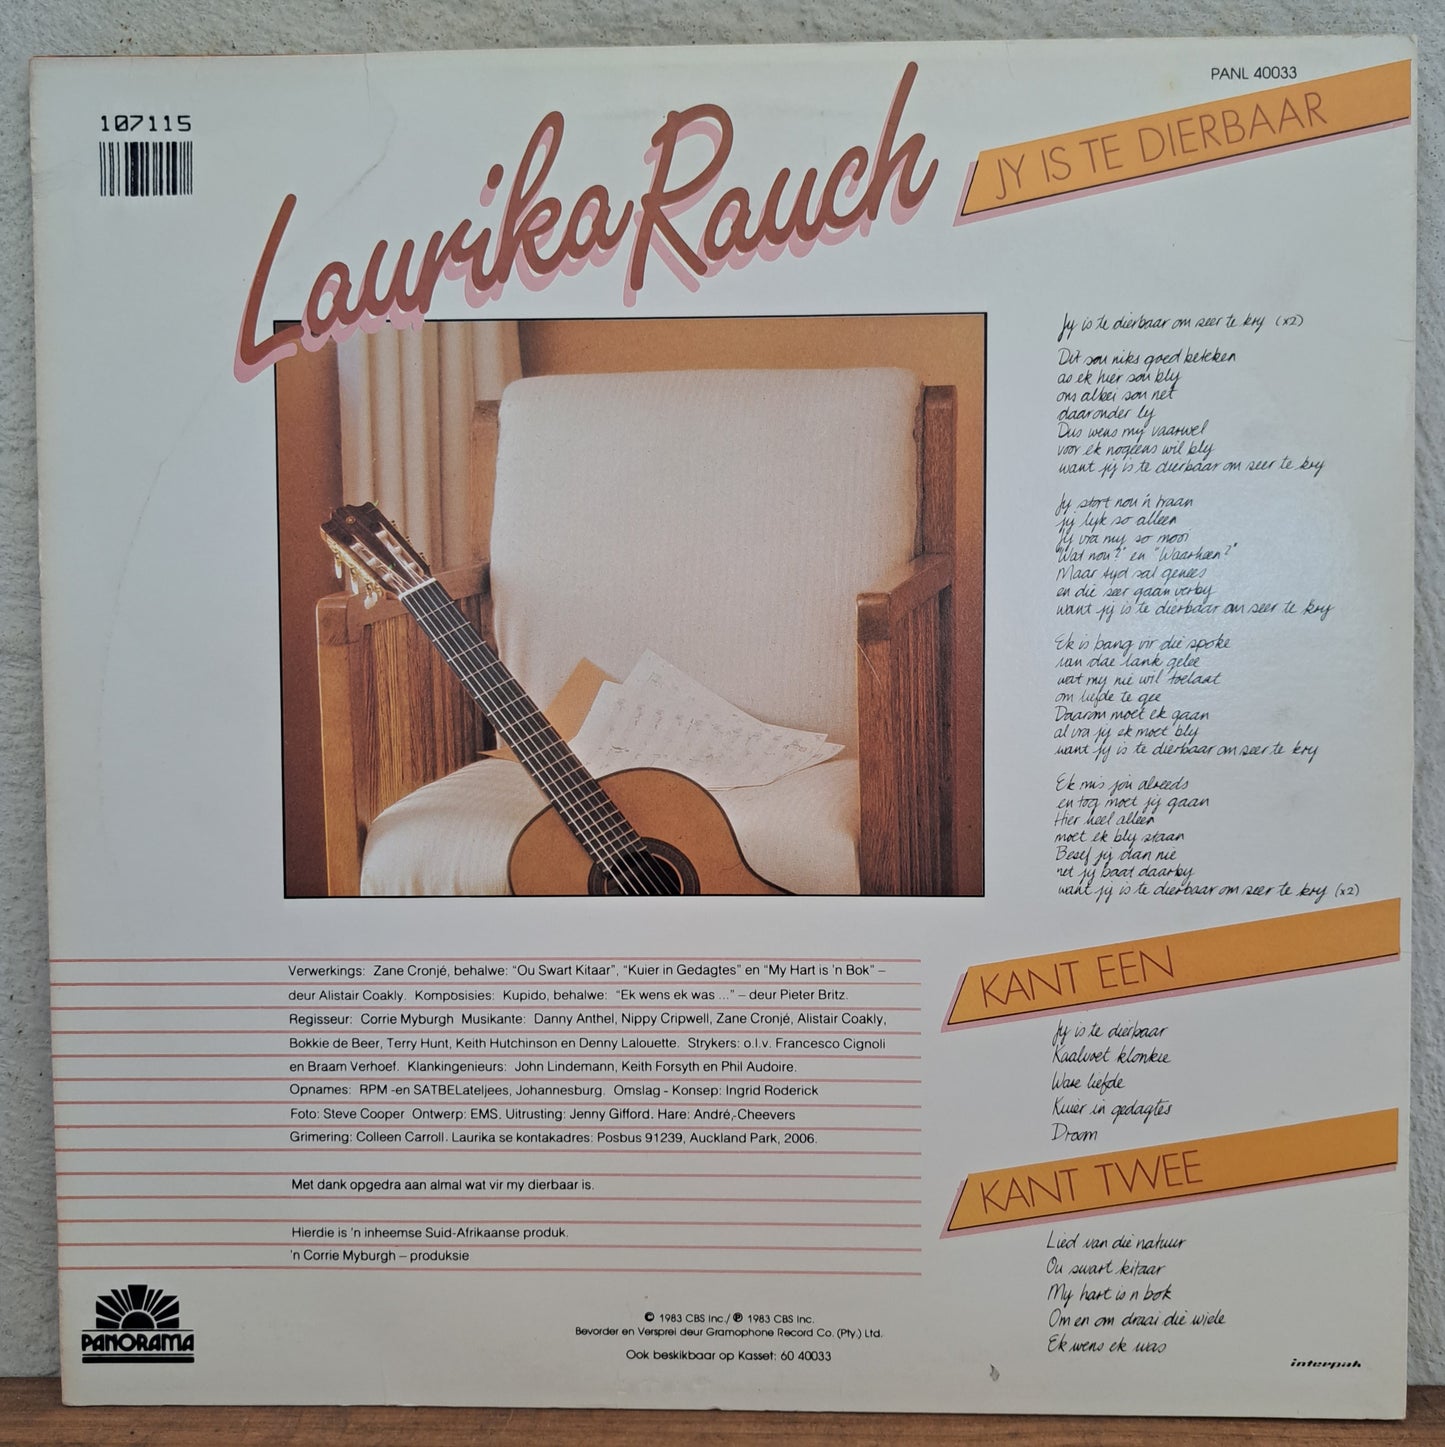 PANL 40033
107115
Laurika Rauch
JY IS TE DIERBAAR
Jy is te dierbaar om seer te kry (x2)
Dit sou niks goed beteken
as ek hier sou bly
ons albei sou net
daaronder ly
Dus wens my vaarwel
voor ek nogeens wil bly
want jy is te dierbaar om seer te kry
Jy stort nou 'n traan
jy lyk so alleen
jy vra my so mooi
"Wat nou?" en "Waarheen?"
Maar tyd sal genees
en die seer gaan verby
want jy is te dierbaar om seer te kry
Ek is bang vir die spoke
van dae lank gelee
wat my nie wil toelaat
om liefde te gee
Daarom moet ek gaan
al vra jy ek moet bly
want jy is te dierbaar om seer te kry
Ek mis jou alreeds
en tog moet jy gaan
Hier heel alleen
moet ek bly staan
Besef jy dan nie
net jy baat daarby
want jy is te dierbaar om seer te kry (x2)
Verwerkings: Zane Cronjé, behalwe: "Ou Swart Kitaar", "Kuier in Gedagtes" en "My Hart is 'n Bok" –
deur Alistair Coakly. Komposisies: Kupido, behalwe: "Ek wens ek was ..." – deur Pieter Britz.
Regisseur: Corrie Myburgh Musikante: Danny Anthel, Nippy Cripwell, Zane Cronjé, Alistair Coakly,
Bokkie de Beer, Terry Hunt, Keith Hutchinson en Denny Lalouette. Strykers: o.l.v. Francesco Cignoli
en Braam Verhoef. Klankingenieurs: John Lindemann, Keith Forsyth en Phil Audoire.
Opnames: RPM -en SATBELateljees, Johannesburg. Omslag - Konsep: Ingrid Roderick
Foto: Steve Cooper Ontwerp: EMS. Uitrusting: Jenny Gifford. Hare: André,-Cheevers
Grimering: Colleen Carroll. Laurika se kontakadres: Posbus 91239, Auckland Park, 2006.
Met dank opgedra aan almal wat vir my dierbaar is.
Hierdie is 'n inheemse Suid-Afrikaanse produk.
'n Corrie Myburgh – produksie
KANT EEN
Jy is te dierbaar
Kaalvoet klonkie
Ware liefde
Kuier in gedagtes
Droom
KANT TWEE
Lied van die natuur
Ou swart kitaar
My hart is n bok
Om en om draai die wiele
Ek wens ek was
PANORAMA
© 1983 CBS Inc./ ℗ 1983 CBS Inc.
Bevorder en Versprei deur Gramophone Record Co. (Pty.) Ltd.
Ook beskikbaar op Kasset: 60 40033
interpak